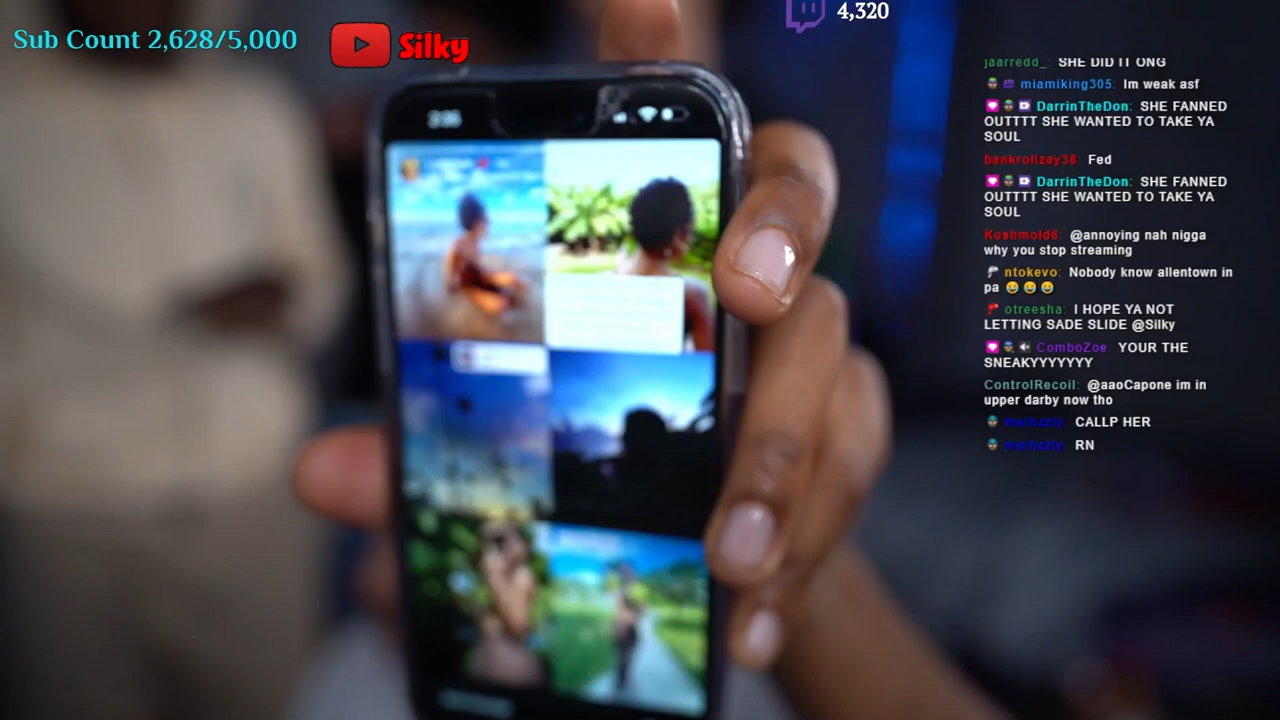 Sub Count 2,628/5,000
Silky
4,320
jaarredd_: SHE DID IT ONG
miamiking305: Im weak asf
DarrinTheDon: SHE FANNED
OUTTTT SHE WANTED TO TAKE YA
SOUL
bankrollzay38 Fed
DarrinTheDon: SHE FANNED
OUTTTT SHE WANTED TO TAKE YA
SOUL
Kushmold6: @annoying nah nigga
why you stop streaming
ntokevo: Nobody know allentown in
pa 😂😂😂
otreesha: I HOPE YA NOT
LETTING SADE SLIDE @Silky
ComboZoe: YOUR THE
SNEAKYYYYYYY
ControlRecoil: @aaoCapone im in
upper darby now tho
CALLP HER
RN